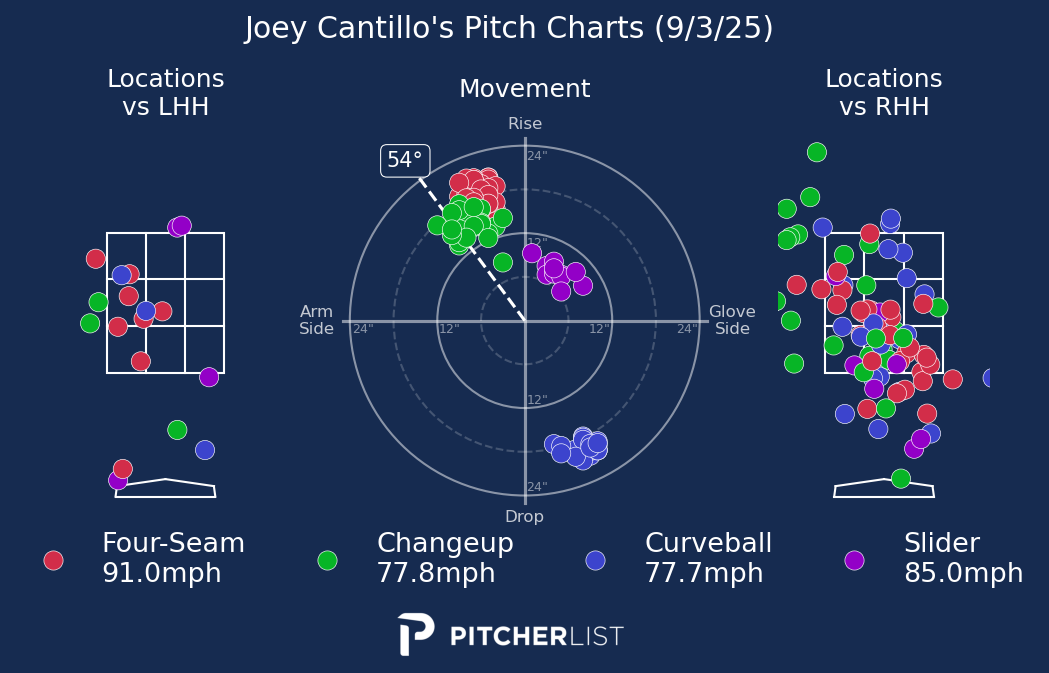 Joey Cantillo's Pitch Charts (9/3/25)
Locations
vs LHH
Movement
Locations
vs RHH
Rise
24"
54°
12"
Arm
Side
24"
12"
12"
24"
Glove
Side
12"
24"
Drop
Four-Seam
91.0mph
Changeup
77.8mph
Curveball
77.7mph
Slider
85.0mph
PITCHERLIST